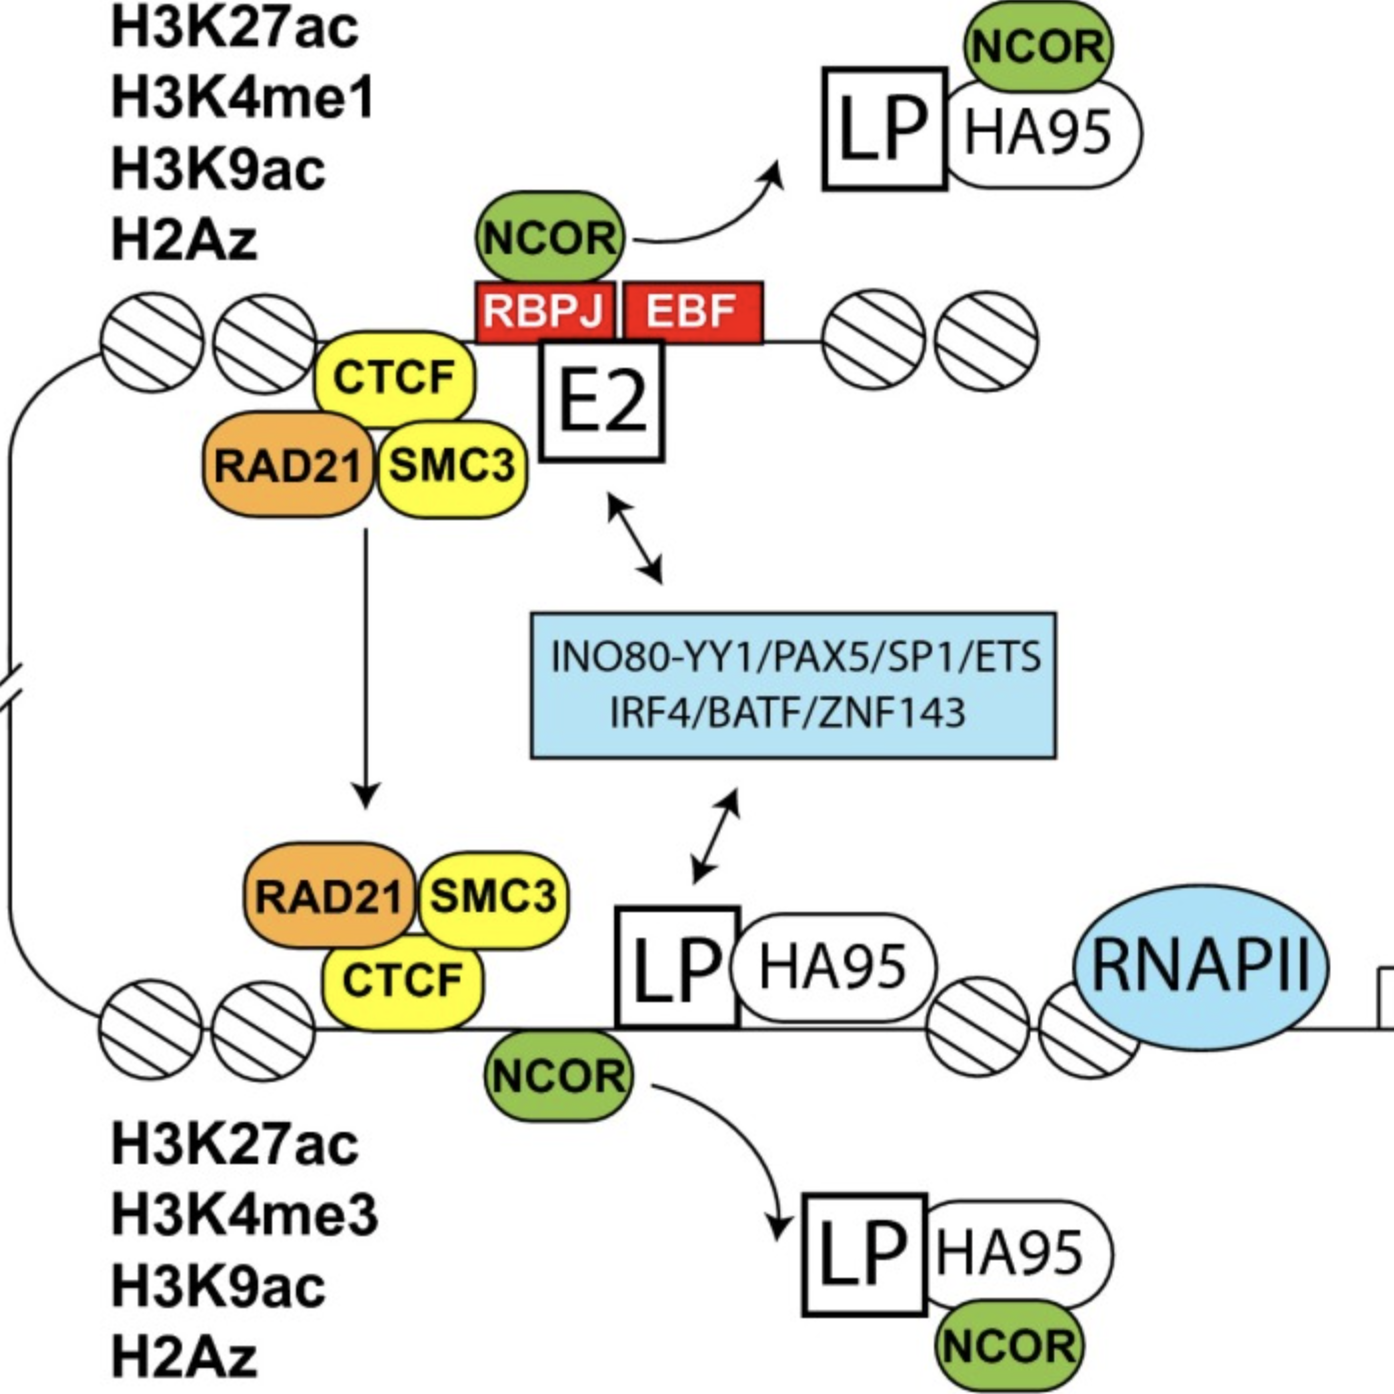 H3K27ac
H3K4me1
H3K9ac
H2Az
NCOR
LP
HA95
NCOR
RBPJ
EBF
CTCF
E2
RAD21
SMC3
INO80-YY1/PAX5/SP1/ETS
IRF4/BATF/ZNF143
RAD21
SMC3
CTCF
LP
HA95
RNAPII
NCOR
H3K27ac
H3K4me3
H3K9ac
H2Az
LP
HA95
NCOR